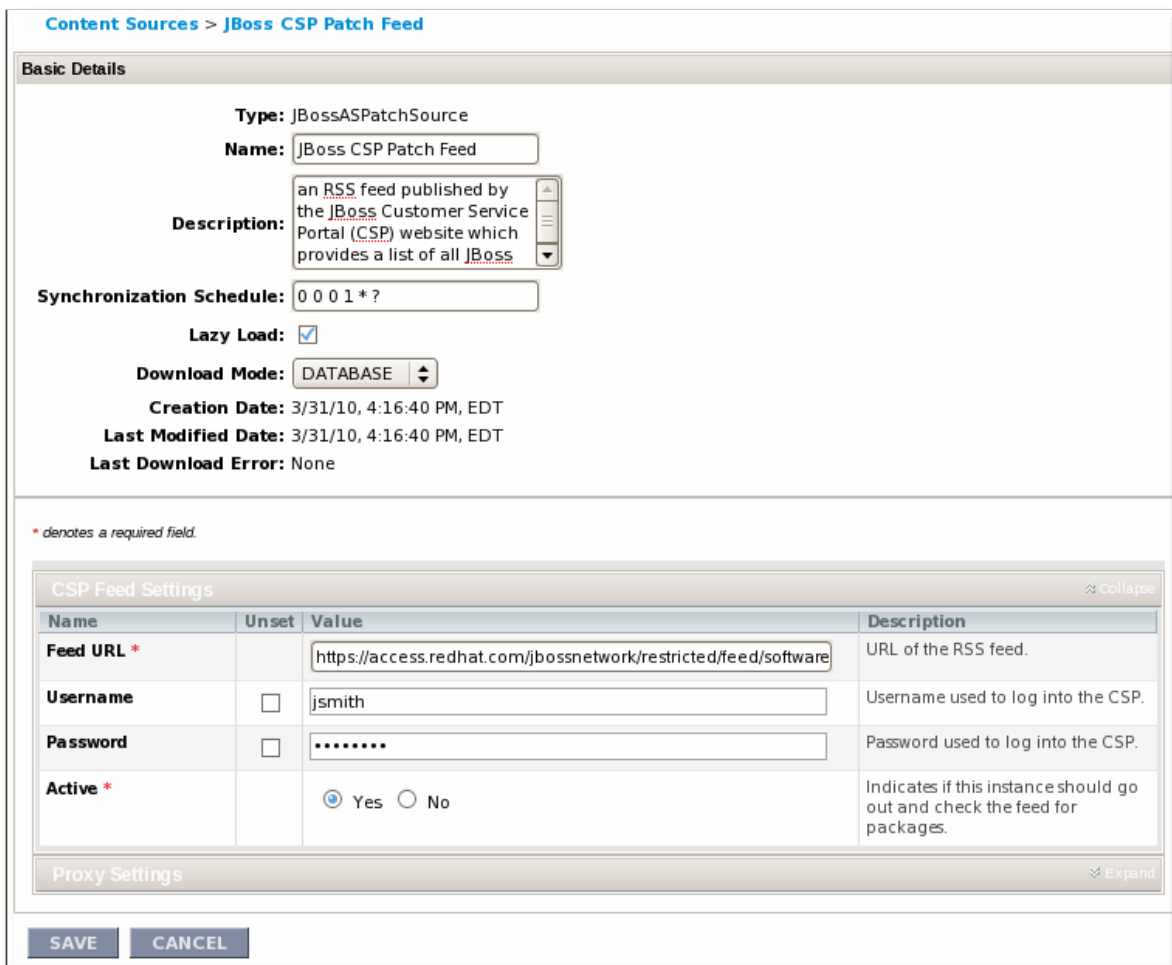 Content Sources > JBoss CSP Patch Feed
Basic Details
Type: JBossASPatchSource
Name: JBoss CSP Patch Feed
Description: an RSS feed published by
the JBoss Customer Service
Portal (CSP) website which
provides a list of all JBoss
Synchronization Schedule: 0 0 0 1 * ?
Lazy Load:
Download Mode: DATABASE
Creation Date: 3/31/10, 4:16:40 PM, EDT
Last Modified Date: 3/31/10, 4:16:40 PM, EDT
Last Download Error: None
* denotes a required field.
CSP Feed Settings Collapse
Name Unset Value Description
Feed URL * https://access.redhat.com/jbossnetwork/restricted/feed/software URL of the RSS feed.
Username jsmith Username used to log into the CSP.
Password •••••••• Password used to log into the CSP.
Active * Yes No Indicates if this instance should go
out and check the feed for
packages.
Proxy Settings Expand
SAVE CANCEL